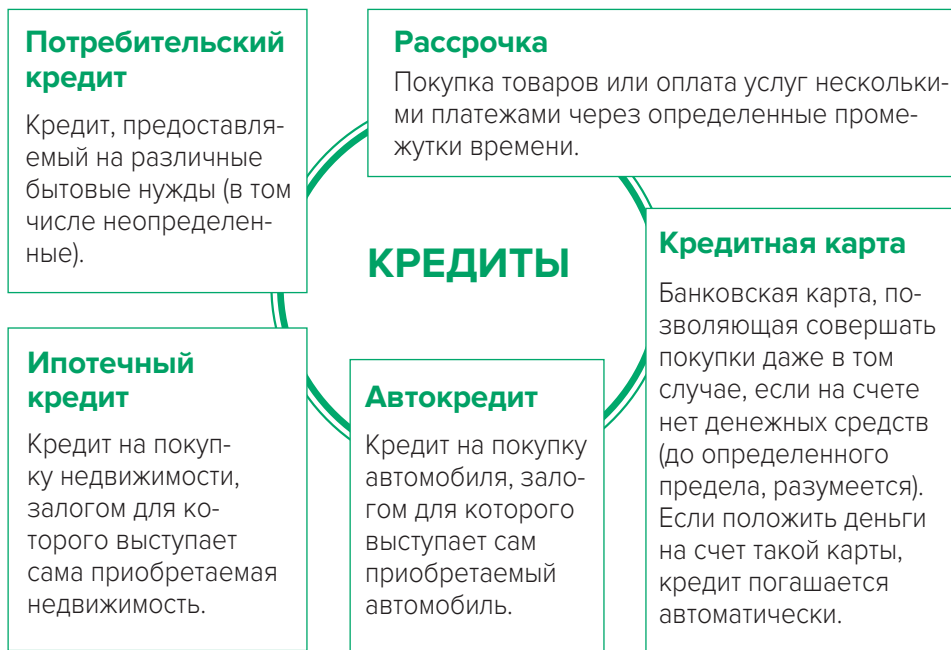 Потребительский
кредит
Кредит, предоставля-
емый на различные
бытовые нужды (в том
числе неопределен-
ные).
Рассрочка
Покупка товаров или оплата услуг нескольки-
ми платежами через определенные проме-
жутки времени.
КРЕДИТЫ
Кредитная карта
Банковская карта, по-
зволяющая совершать
покупки даже в том
случае, если на счете
нет денежных средств
(до определенного
предела, разумеется).
Если положить деньги
на счет такой карты,
кредит погашается
автоматически.
Ипотечный
кредит
Кредит на покуп-
ку недвижимости,
залогом для ко-
торого выступает
сама приобретаемая
недвижимость.
Автокредит
Кредит на покупку
автомобиля, зало-
гом для которого
выступает сам
приобретаемый
автомобиль.